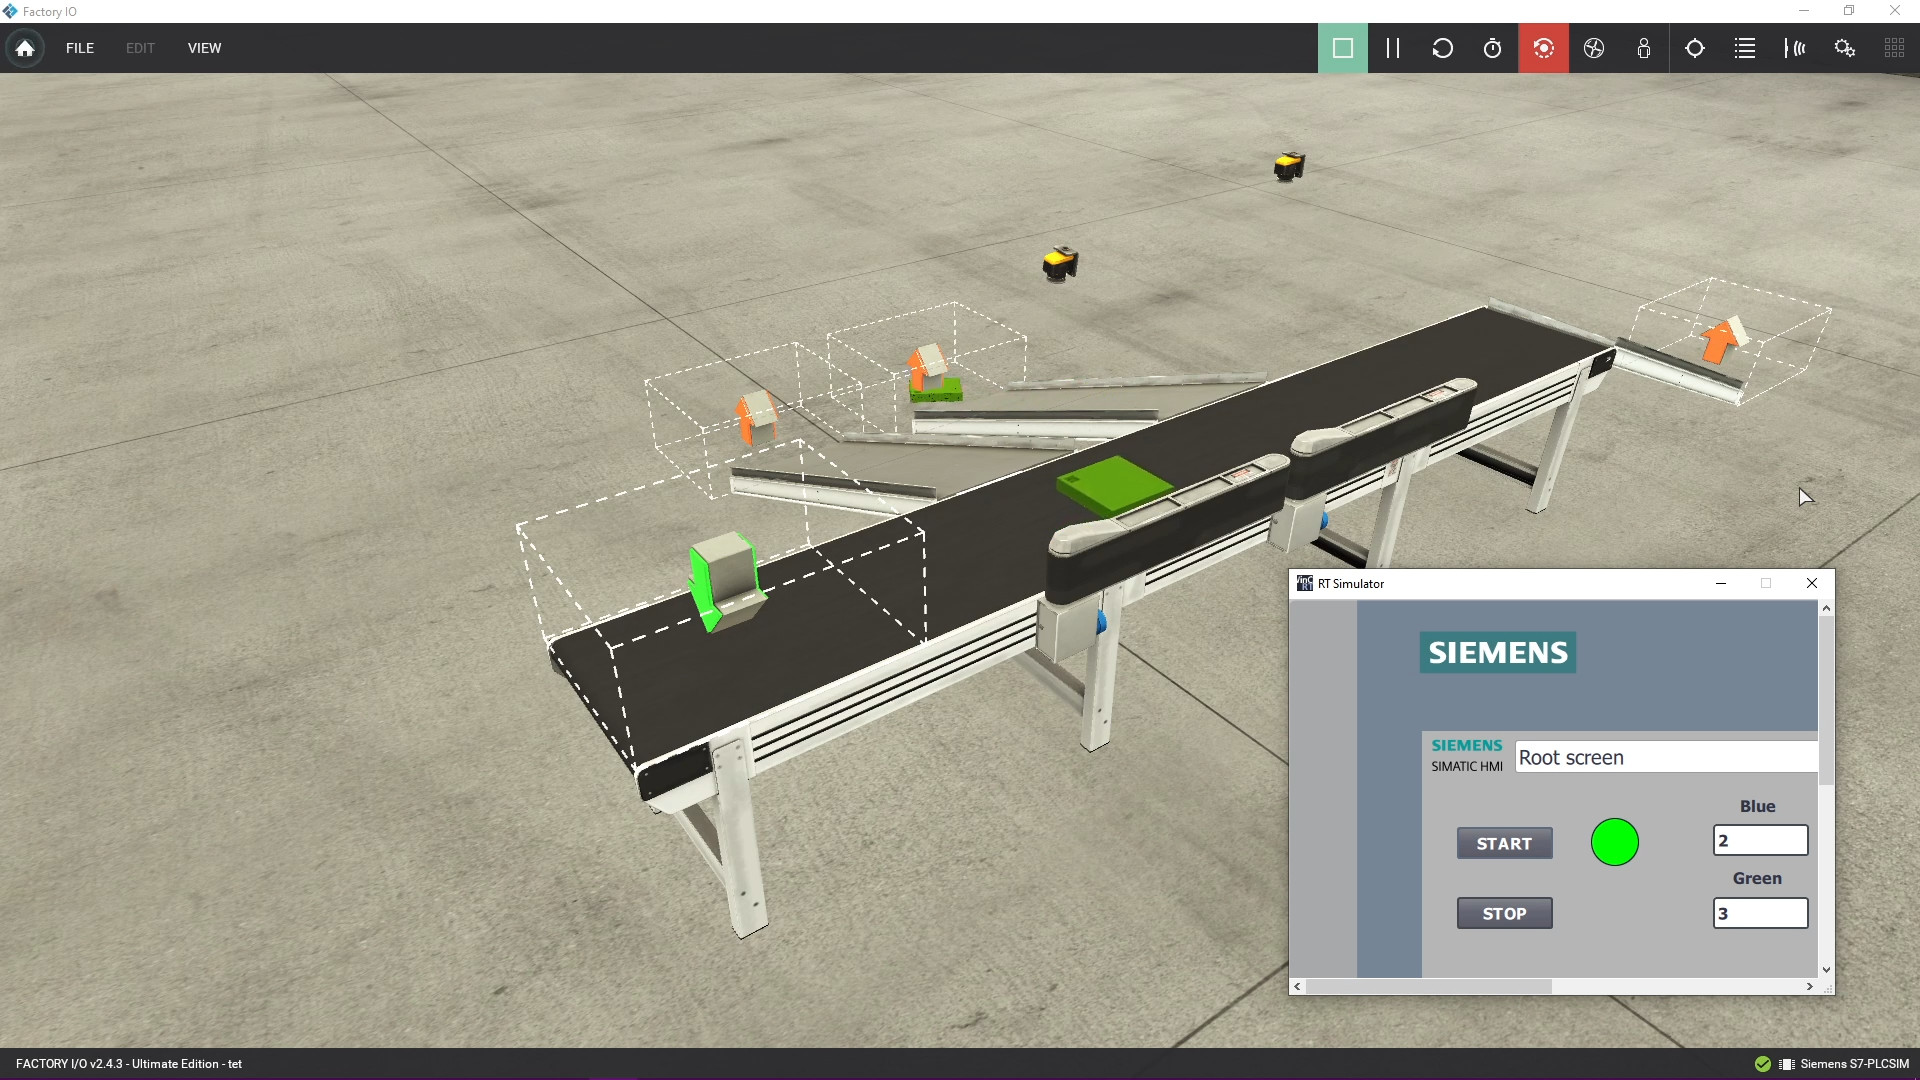 Factory IO
FILE EDIT VIEW
RT Simulator
SIEMENS
SIEMENS
SIMATIC HMI
Root screen
Blue
START
2
Green
STOP
3
FACTORY I/O v2.4.3 - Ultimate Edition - tet
Siemens S7-PLCSIM